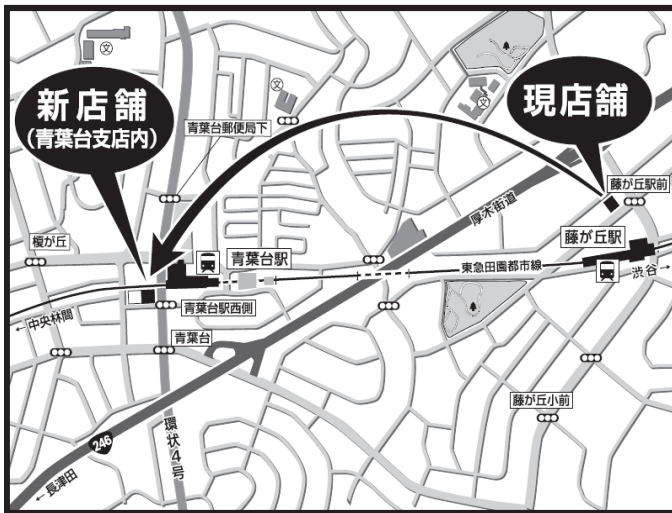 新店舗
（青葉台支店内）
現店舗
青葉台郵便局下
藤が丘駅前
厚木街道
藤が丘駅
榎が丘
青葉台駅
東急田園都市線
渋谷→
青葉台駅西側
←中央林間
青葉台
藤が丘小前
環状4号
246
←長津田
文
文
文